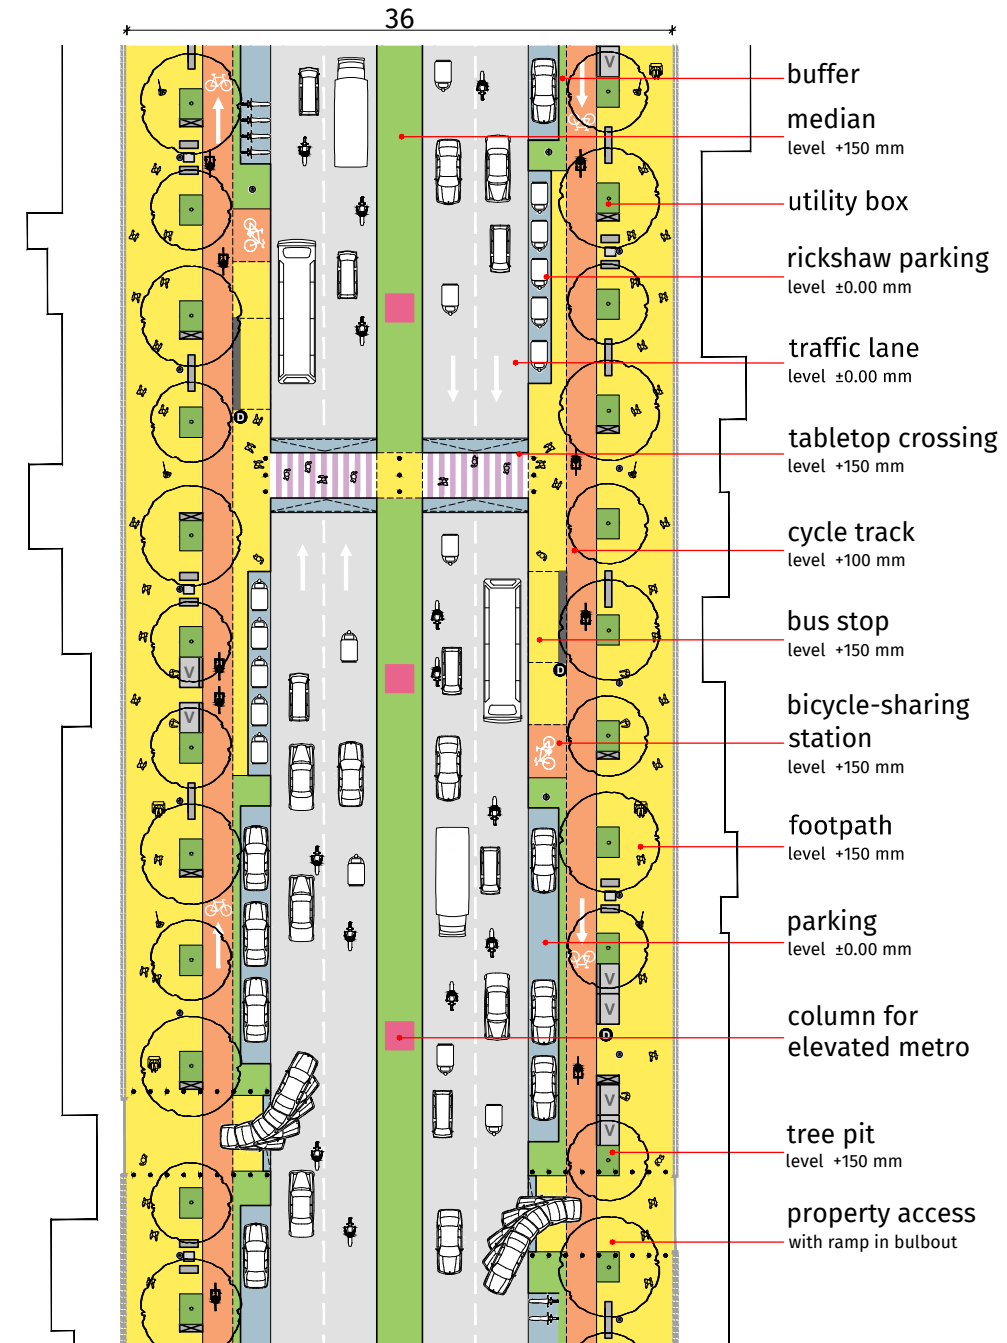 36
buffer
median
level +150 mm
utility box
rickshaw parking
level ±0.00 mm
traffic lane
level ±0.00 mm
tabletop crossing
level +150 mm
cycle track
level +100 mm
bus stop
level +150 mm
bicycle-sharing
station
level +150 mm
footpath
level +150 mm
parking
level ±0.00 mm
column for
elevated metro
tree pit
level +150 mm
property access
with ramp in bulbout
V
D
V
V
D
V
V
D
V
V